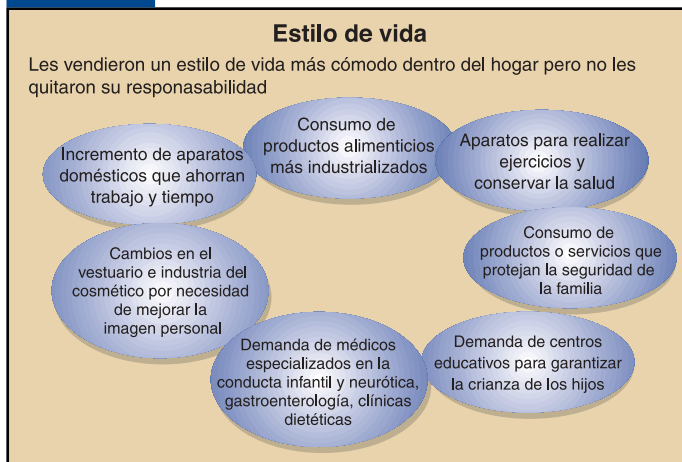 Estilo de vida
Les vendieron un estilo de vida más cómodo dentro del hogar pero no les
quitaron su responasabilidad
Consumo de
productos alimenticios
más industrializados
Incremento de aparatos
domésticos que ahorran
trabajo y tiempo
Aparatos para realizar
ejercicios y
conservar la salud
Cambios en el
vestuario e industria del
cosmético por necesidad
de mejorar la
imagen personal
Consumo de
productos o servicios que
protejan la seguridad de
la familia
Demanda de médicos
especializados en la
conducta infantil y neurótica,
gastroenterología, clínicas
dietéticas
Demanda de centros
educativos para garantizar
la crianza de los hijos